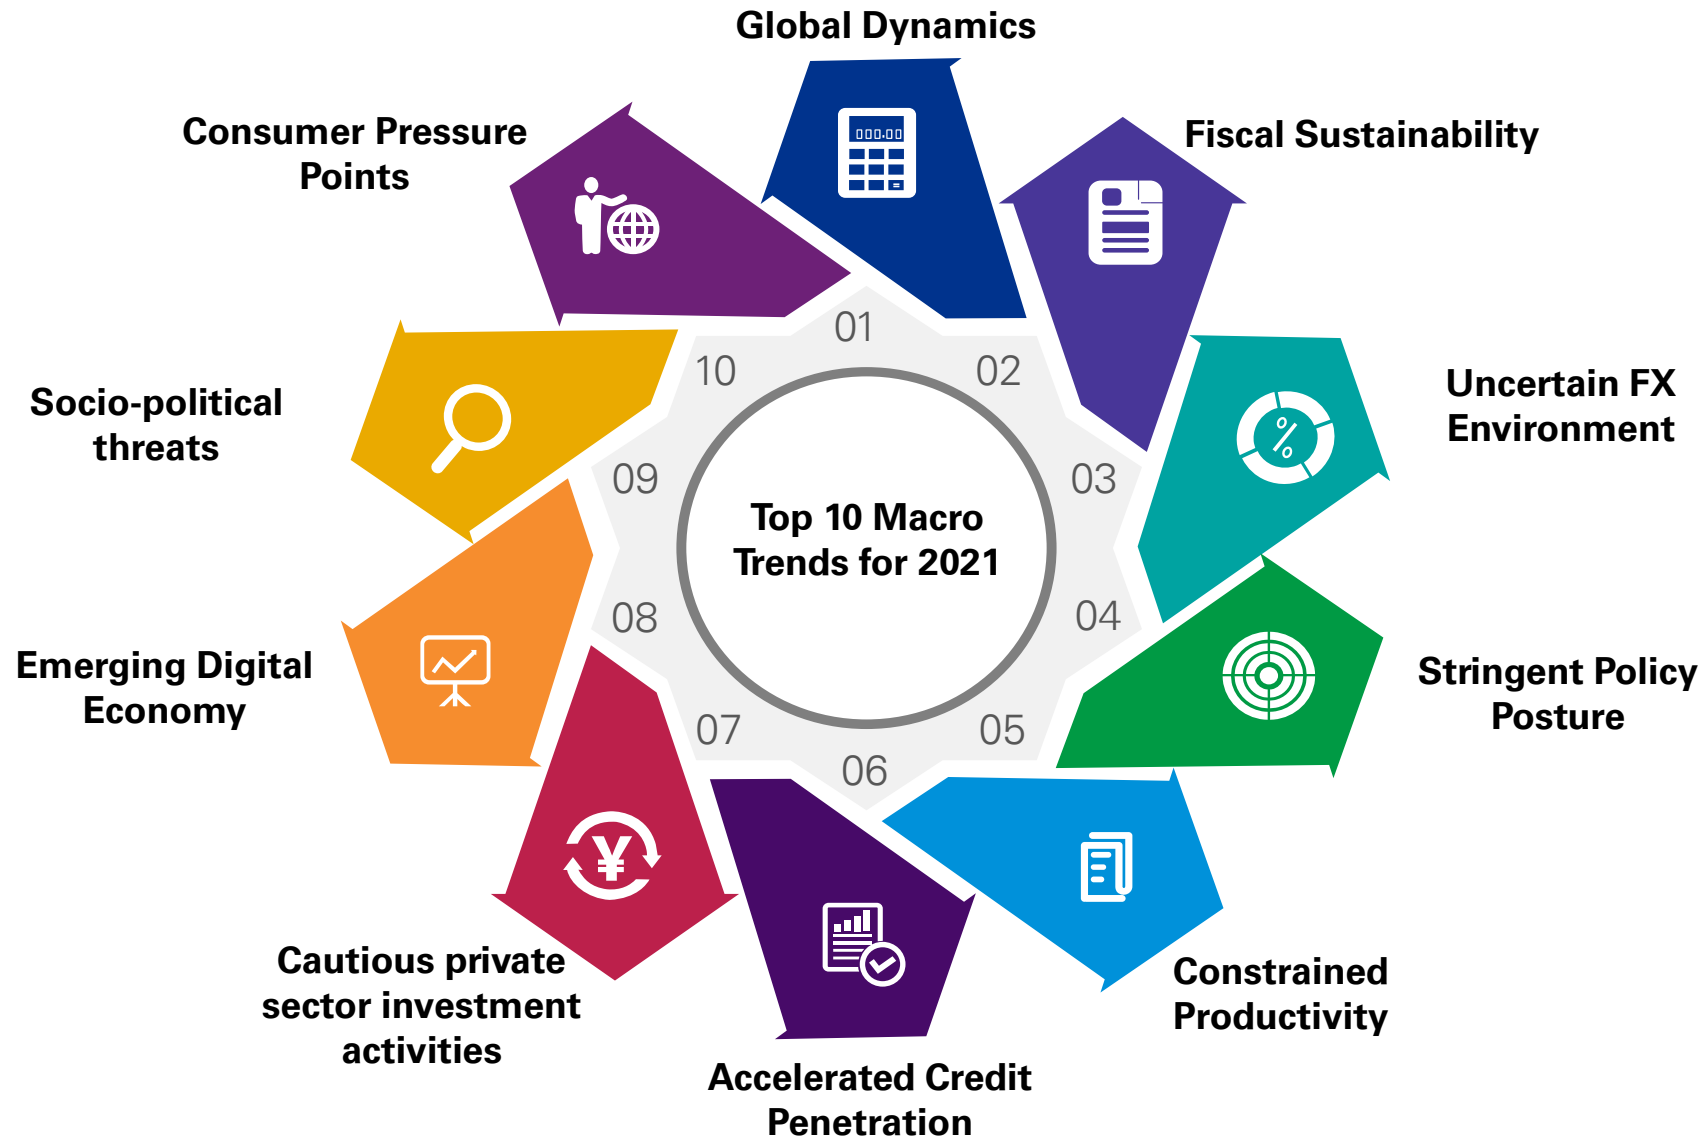 Global Dynamics
Fiscal Sustainability
Consumer Pressure
Points
000.00
Uncertain FX
Environment
%
Socio-political
threats
01
02
03
04
05
06
07
08
09
10
Top 10 Macro
Trends for 2021
Stringent Policy
Posture
Emerging Digital
Economy
¥
Constrained
Productivity
Cautious private
sector investment
activities
Accelerated Credit
Penetration